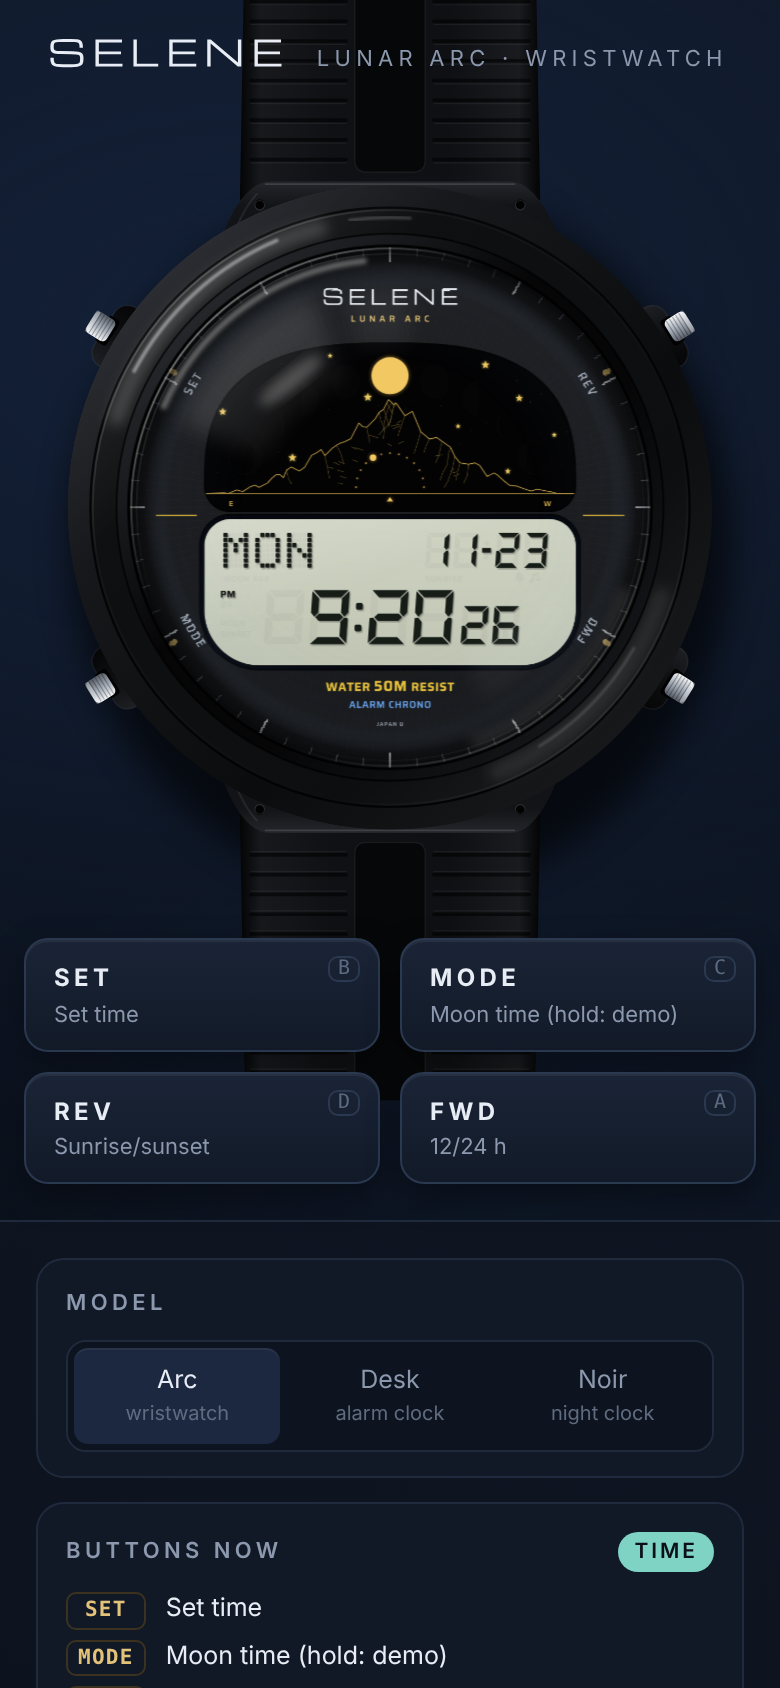 SELENE LUNAR ARC · WRISTWATCH
SELENE
LUNAR ARC
SET
REV
E W
MON 11-23
PM 9:20 26
MODE
FWD
WATER 50M RESIST
ALARM CHRONO
SET B
Set time
MODE C
Moon time (hold: demo)
REV D
Sunrise/sunset
FWD A
12/24 h
MODEL
Arc
wristwatch
Desk
alarm clock
Noir
night clock
BUTTONS NOW TIME
SET Set time
MODE Moon time (hold: demo)